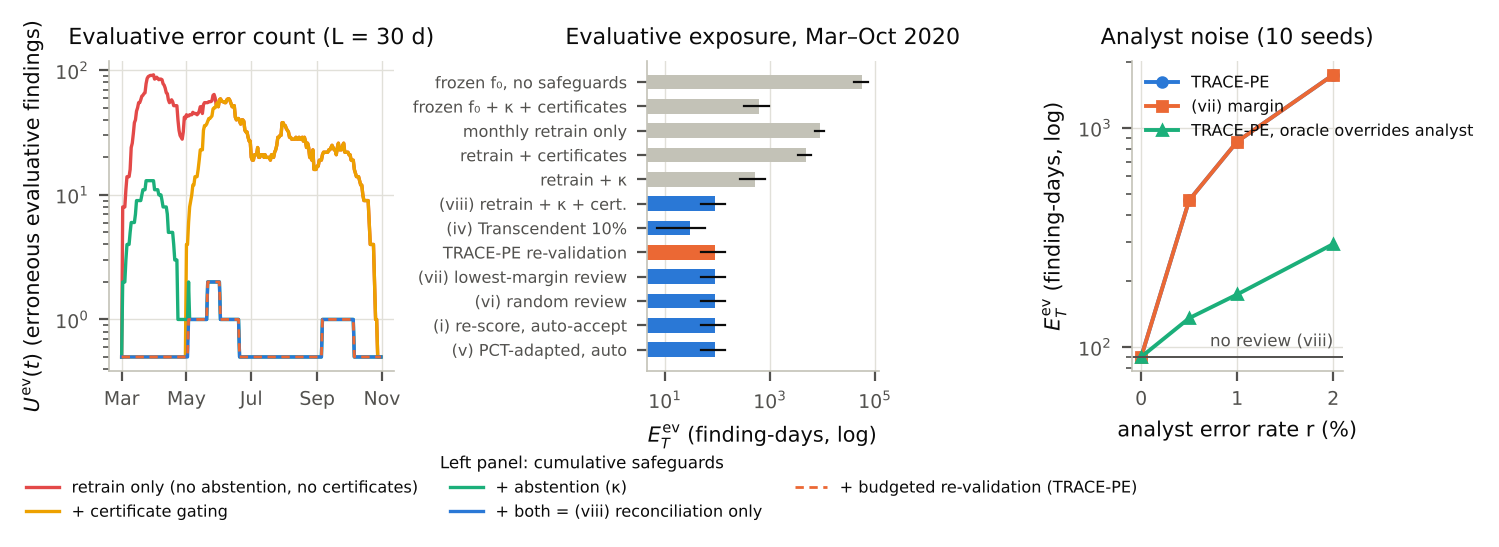 Evaluative error count (L = 30 d)
U^ev(t) (erroneous evaluative findings)
10²
10¹
10⁰
Mar
May
Jul
Sep
Nov
Evaluative exposure, Mar–Oct 2020
frozen f₀, no safeguards
frozen f₀ + κ + certificates
monthly retrain only
retrain + certificates
retrain + κ
(viii) retrain + κ + cert.
(iv) Transcendent 10%
TRACE-PE re-validation
(vii) lowest-margin review
(vi) random review
(i) re-score, auto-accept
(v) PCT-adapted, auto
10¹
10³
10⁵
E_T^ev (finding-days, log)
Analyst noise (10 seeds)
E_T^ev (finding-days, log)
TRACE-PE
(vii) margin
TRACE-PE, oracle overrides analyst
10³
10²
no review (viii)
0
1
2
analyst error rate r (%)
Left panel: cumulative safeguards
retrain only (no abstention, no certificates)
+ certificate gating
+ abstention (κ)
+ both = (viii) reconciliation only
+ budgeted re-validation (TRACE-PE)